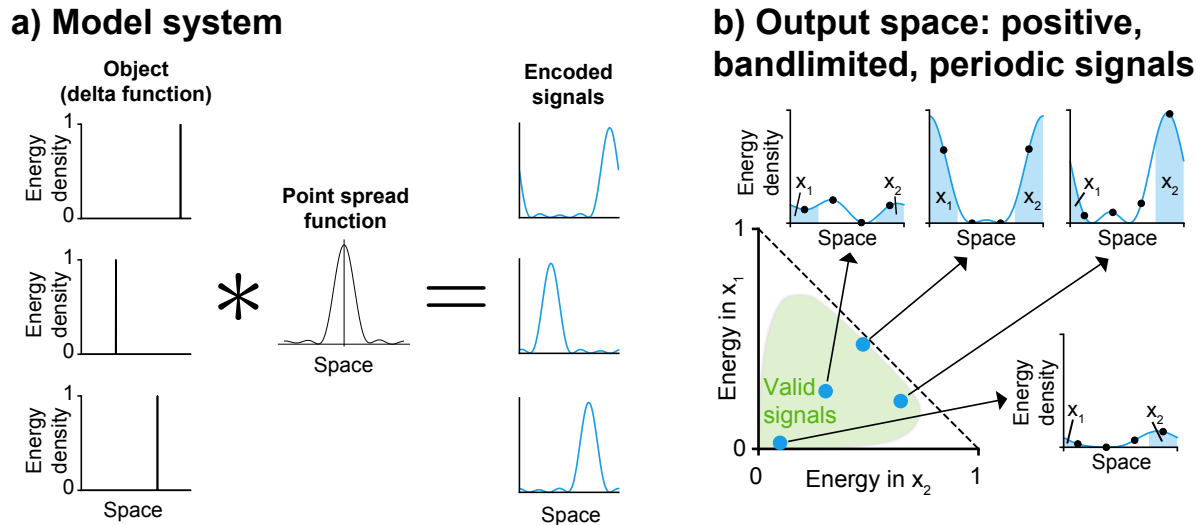 a) Model system
Object
(delta function)
Energy
density
1
0
Energy
density
1
0
Energy
density
1
0
Space
*
Point spread
function
Space
=
Encoded
signals
Space
b) Output space: positive,
bandlimited, periodic signals
Energy
density
x1
x2
Space
x1
x2
Space
x1
x2
Space
1
Energy in x1
0
Valid
signals
0
Energy in x2
1
Energy
density
x1
x2
Space